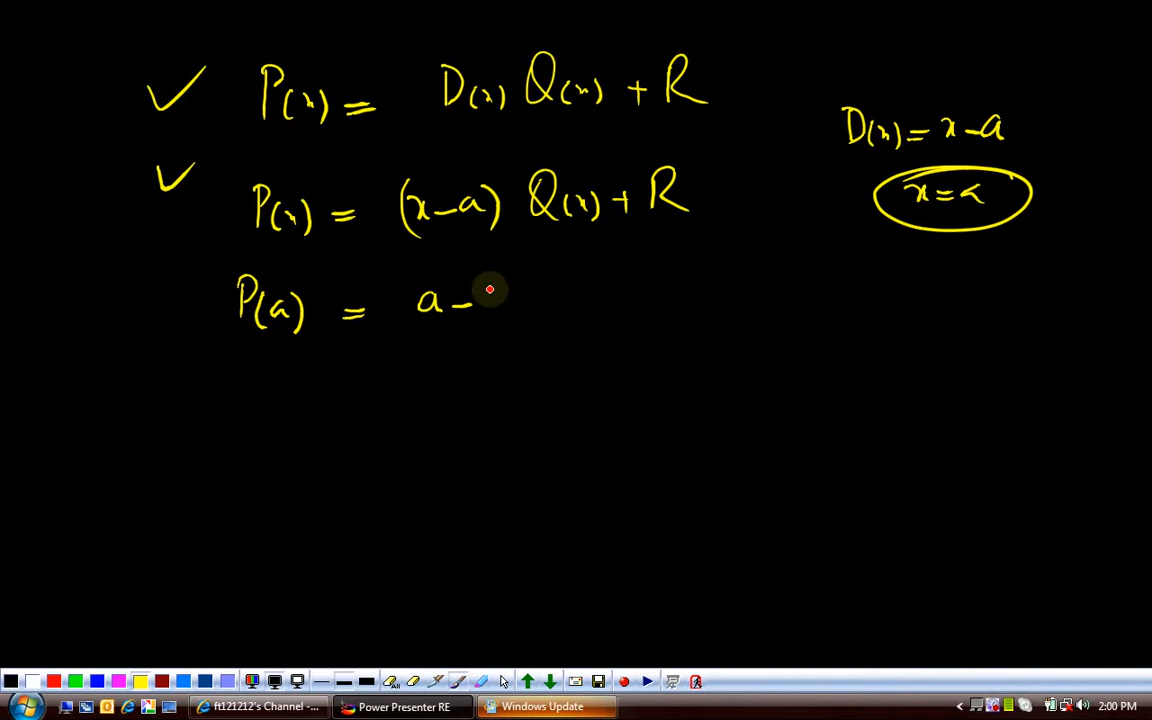 P(x) = D(x) Q(x) + R
D(x) = x - a
P(x) = (x - a) Q(x) + R
x = a
P(a) = a -
ft121212's Channel - ...
Power Presenter RE
Windows Update
2:00 PM